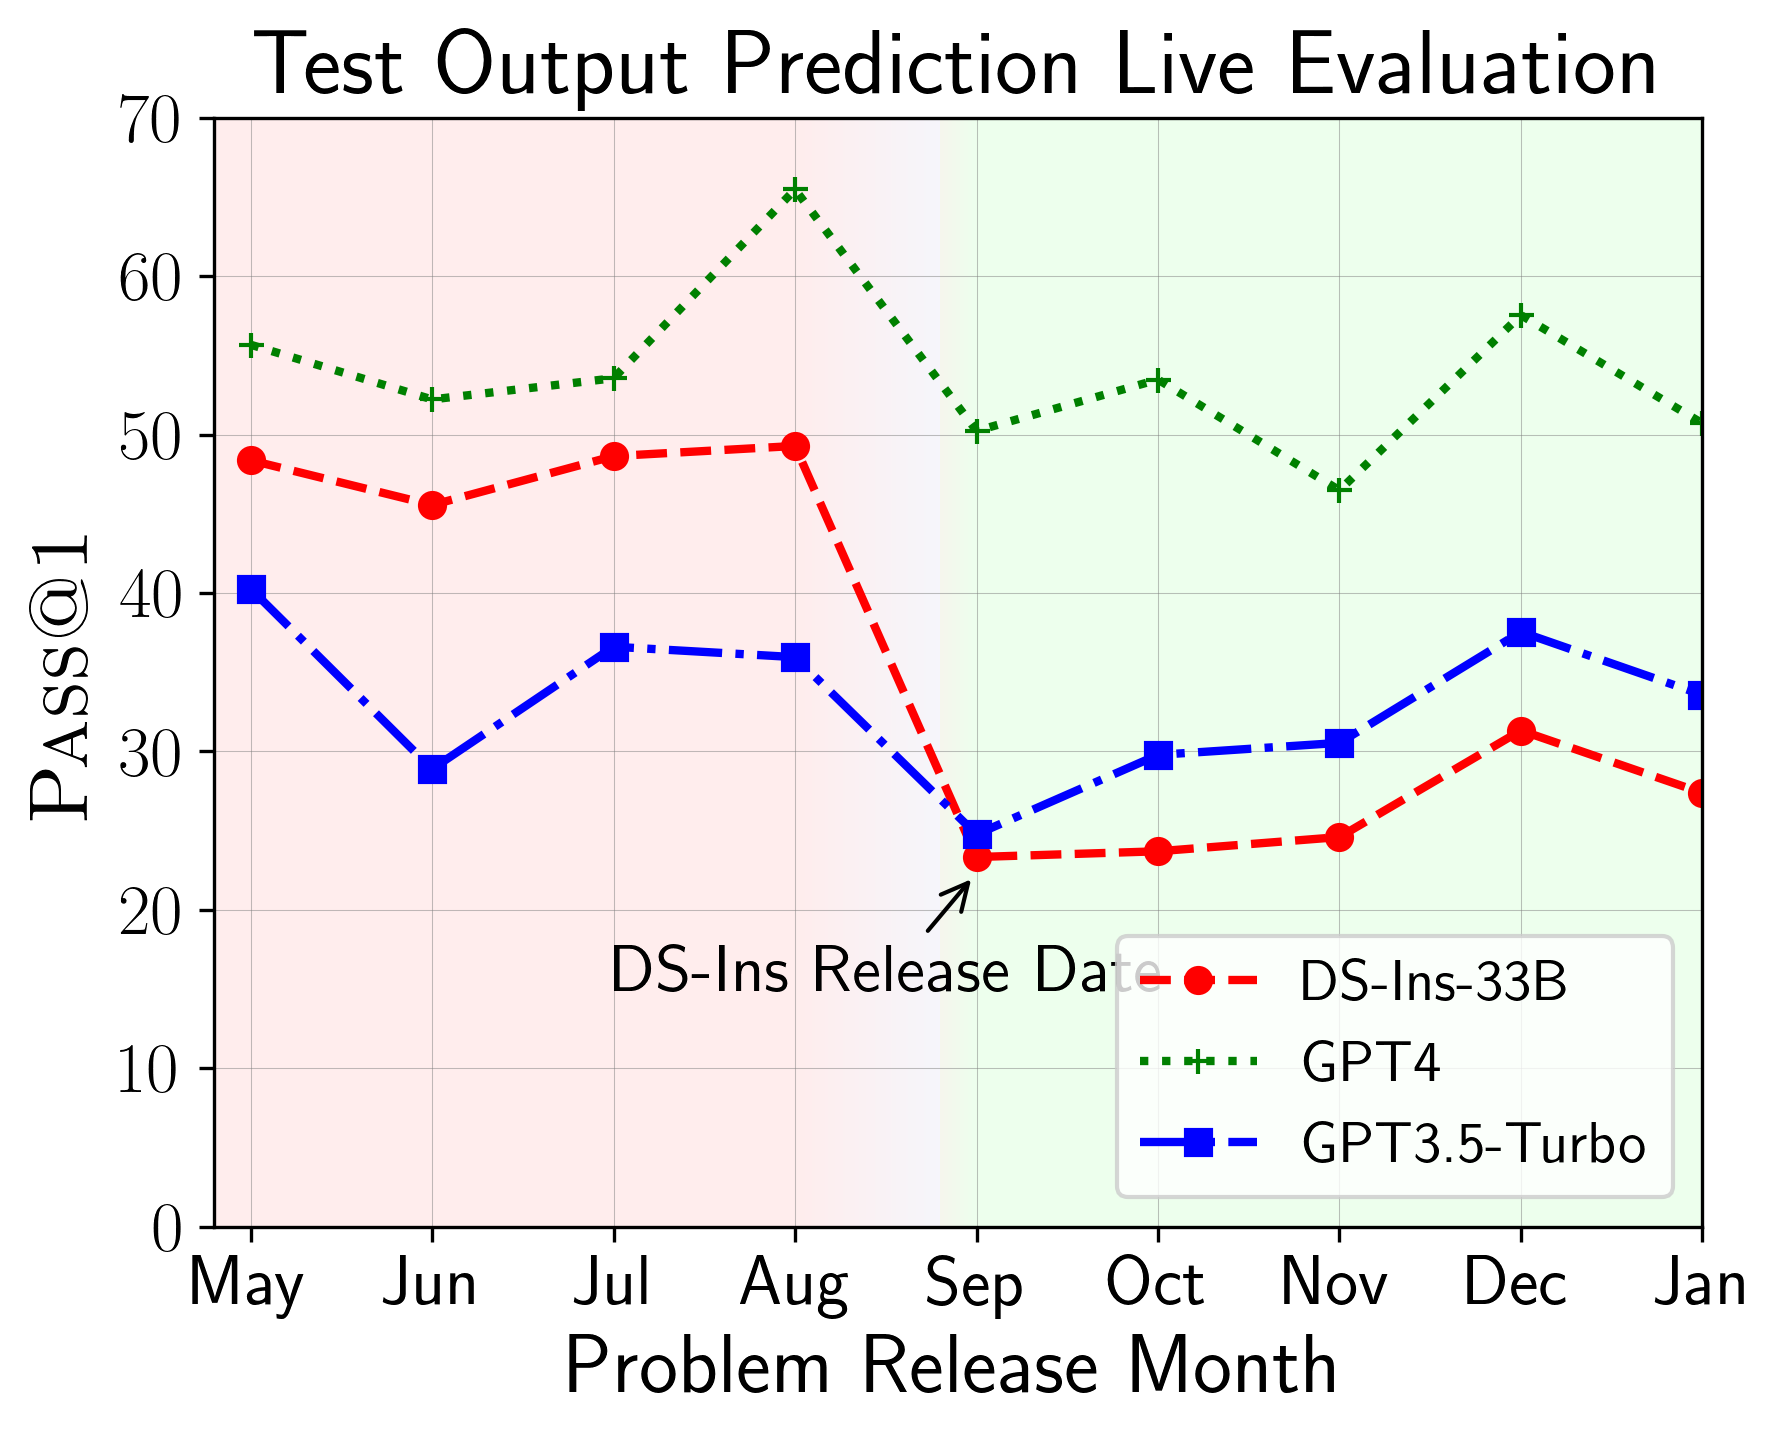 Test Output Prediction Live Evaluation
70
60
50
40
30
20
10
0
PASS@1
DS-Ins Release Date
DS-Ins-33B
GPT4
GPT3.5-Turbo
May Jun Jul Aug Sep Oct Nov Dec Jan
Problem Release Month